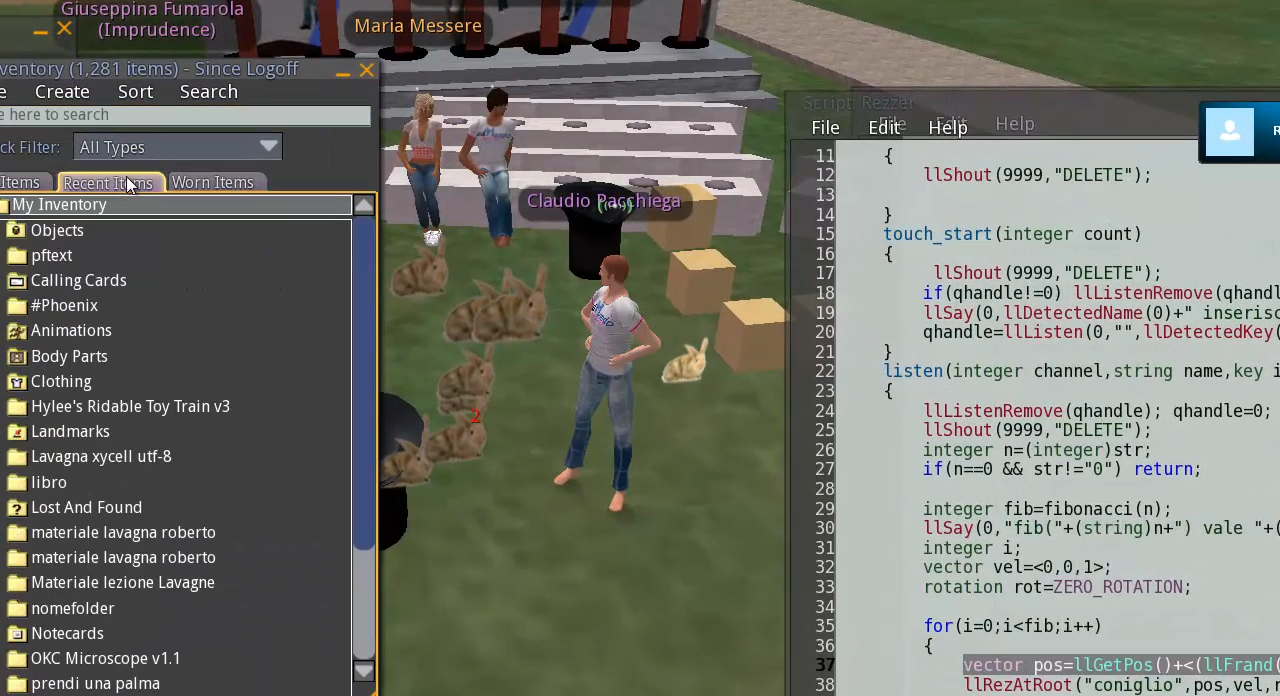 Giuseppina Fumarola
(Imprudence)
Maria Messere
Claudio Pacchiega
2
ventory (1,281 items) - Since Logoff
e Create Sort Search
e here to search
ck Filter: All Types
Items Recent Items Worn Items
My Inventory
Objects
pftext
Calling Cards
#Phoenix
Animations
Body Parts
Clothing
Hylee's Ridable Toy Train v3
Landmarks
Lavagna xycell utf-8
libro
Lost And Found
materiale lavagna roberto
materiale lavagna roberto
Materiale lezione Lavagne
nomefolder
Notecards
OKC Microscope v1.1
prendi una palma
Script: Rezzer
File Edit Help
File Edit Help
R
11 {
12 llShout(9999,"DELETE");
13
14 }
15 touch_start(integer count)
16 {
17 llShout(9999,"DELETE");
18 if(qhandle!=0) llListenRemove(qhandl
19 llSay(0,llDetectedName(0)+" inserisc
20 qhandle=llListen(0,"",llDetectedKey(
21 }
22 listen(integer channel,string name,key i
23 {
24 llListenRemove(qhandle); qhandle=0;
25 llShout(9999,"DELETE");
26 integer n=(integer)str;
27 if(n==0 && str!="0") return;
28
29 integer fib=fibonacci(n);
30 llSay(0,"fib("+(string)n+") vale "+(
31 integer i;
32 vector vel=<0,0,1>;
33 rotation rot=ZERO_ROTATION;
34
35 for(i=0;i<fib;i++)
36 {
37 vector pos=llGetPos()+<(llFrand(
38 llRezAtRoot("coniglio",pos,vel,r